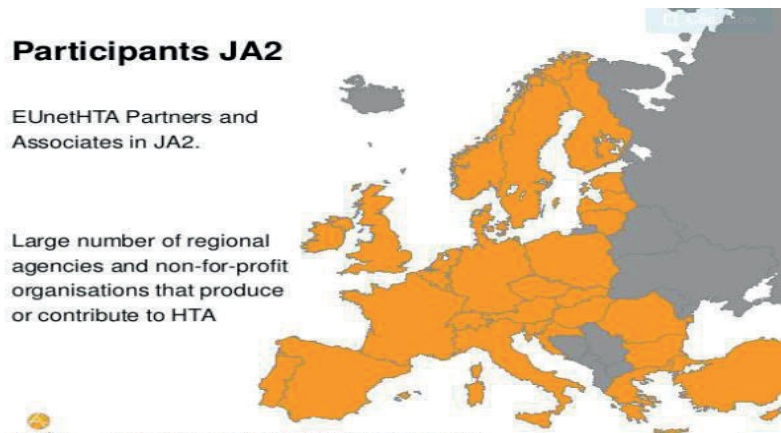 Participants JA2
EUnetHTA Partners and
Associates in JA2.
Large number of regional
agencies and non-for-profit
organisations that produce
or contribute to HTA